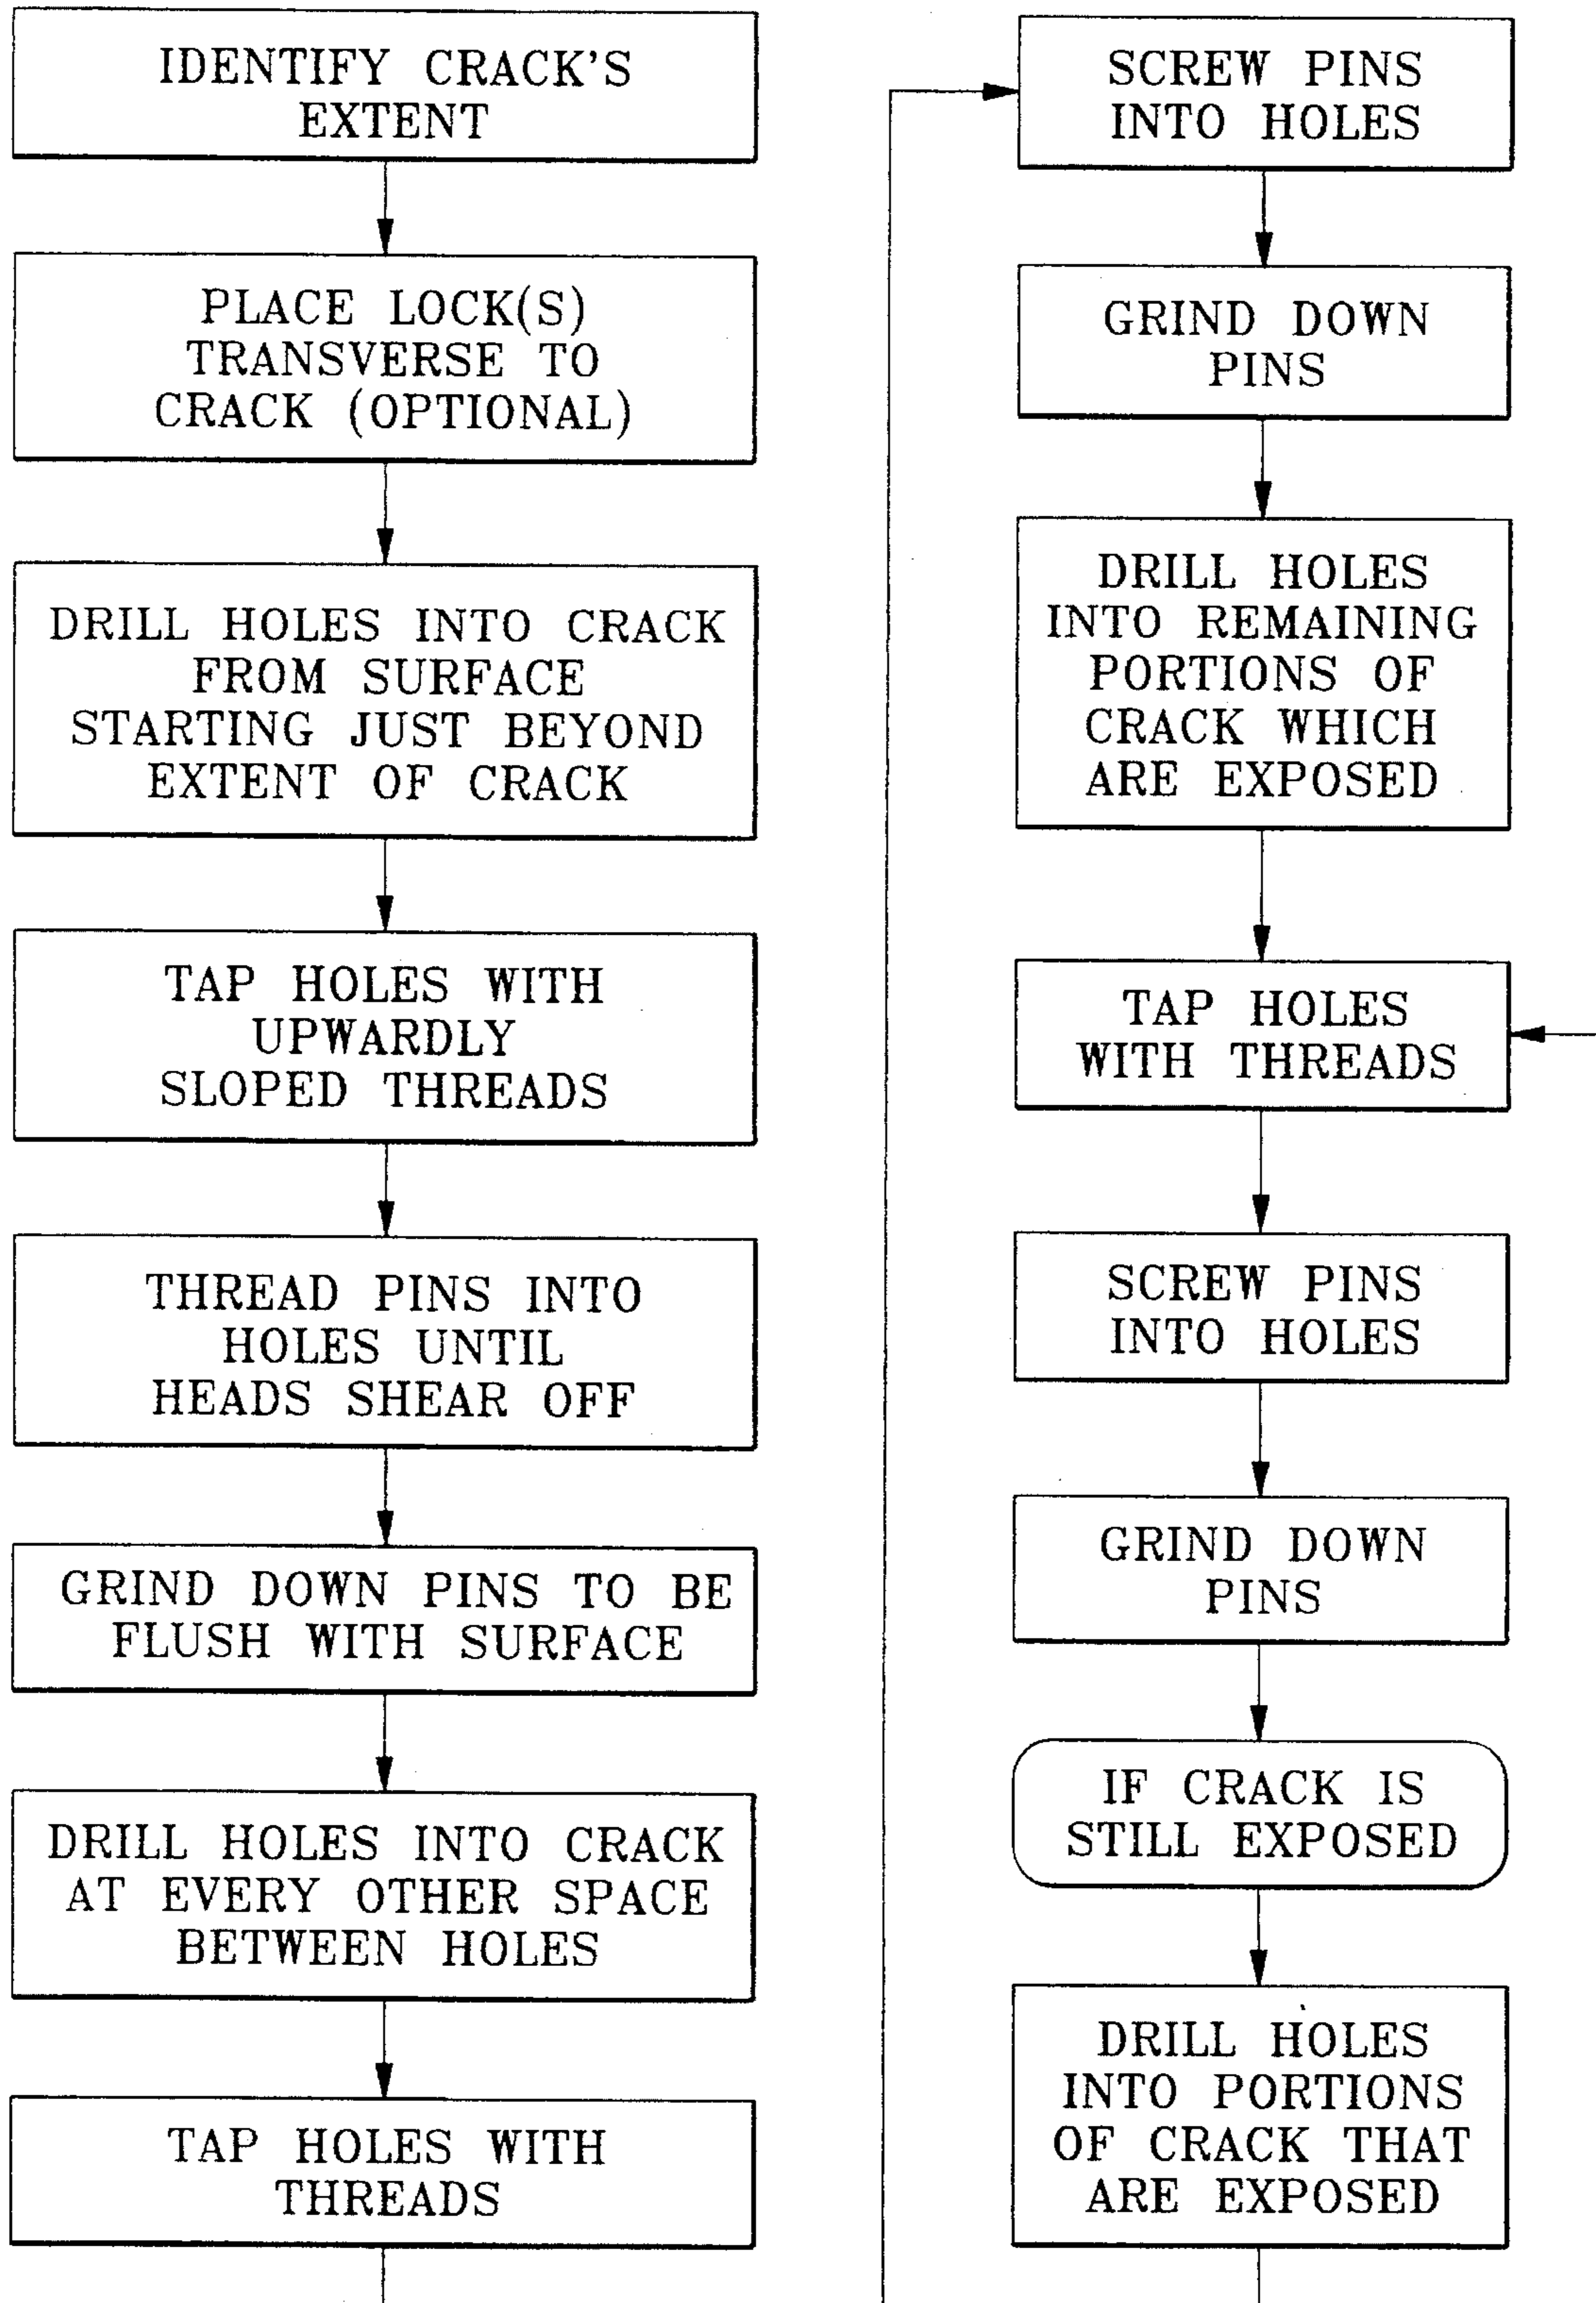 IDENTIFY CRACK'S
EXTENT
PLACE LOCK(S)
TRANSVERSE TO
CRACK (OPTIONAL)
DRILL HOLES INTO CRACK
FROM SURFACE
STARTING JUST BEYOND
EXTENT OF CRACK
TAP HOLES WITH
UPWARDLY
SLOPED THREADS
THREAD PINS INTO
HOLES UNTIL
HEADS SHEAR OFF
GRIND DOWN PINS TO BE
FLUSH WITH SURFACE
DRILL HOLES INTO CRACK
AT EVERY OTHER SPACE
BETWEEN HOLES
TAP HOLES WITH
THREADS
SCREW PINS
INTO HOLES
GRIND DOWN
PINS
DRILL HOLES
INTO REMAINING
PORTIONS OF
CRACK WHICH
ARE EXPOSED
TAP HOLES
WITH THREADS
SCREW PINS
INTO HOLES
GRIND DOWN
PINS
IF CRACK IS
STILL EXPOSED
DRILL HOLES
INTO PORTIONS
OF CRACK THAT
ARE EXPOSED